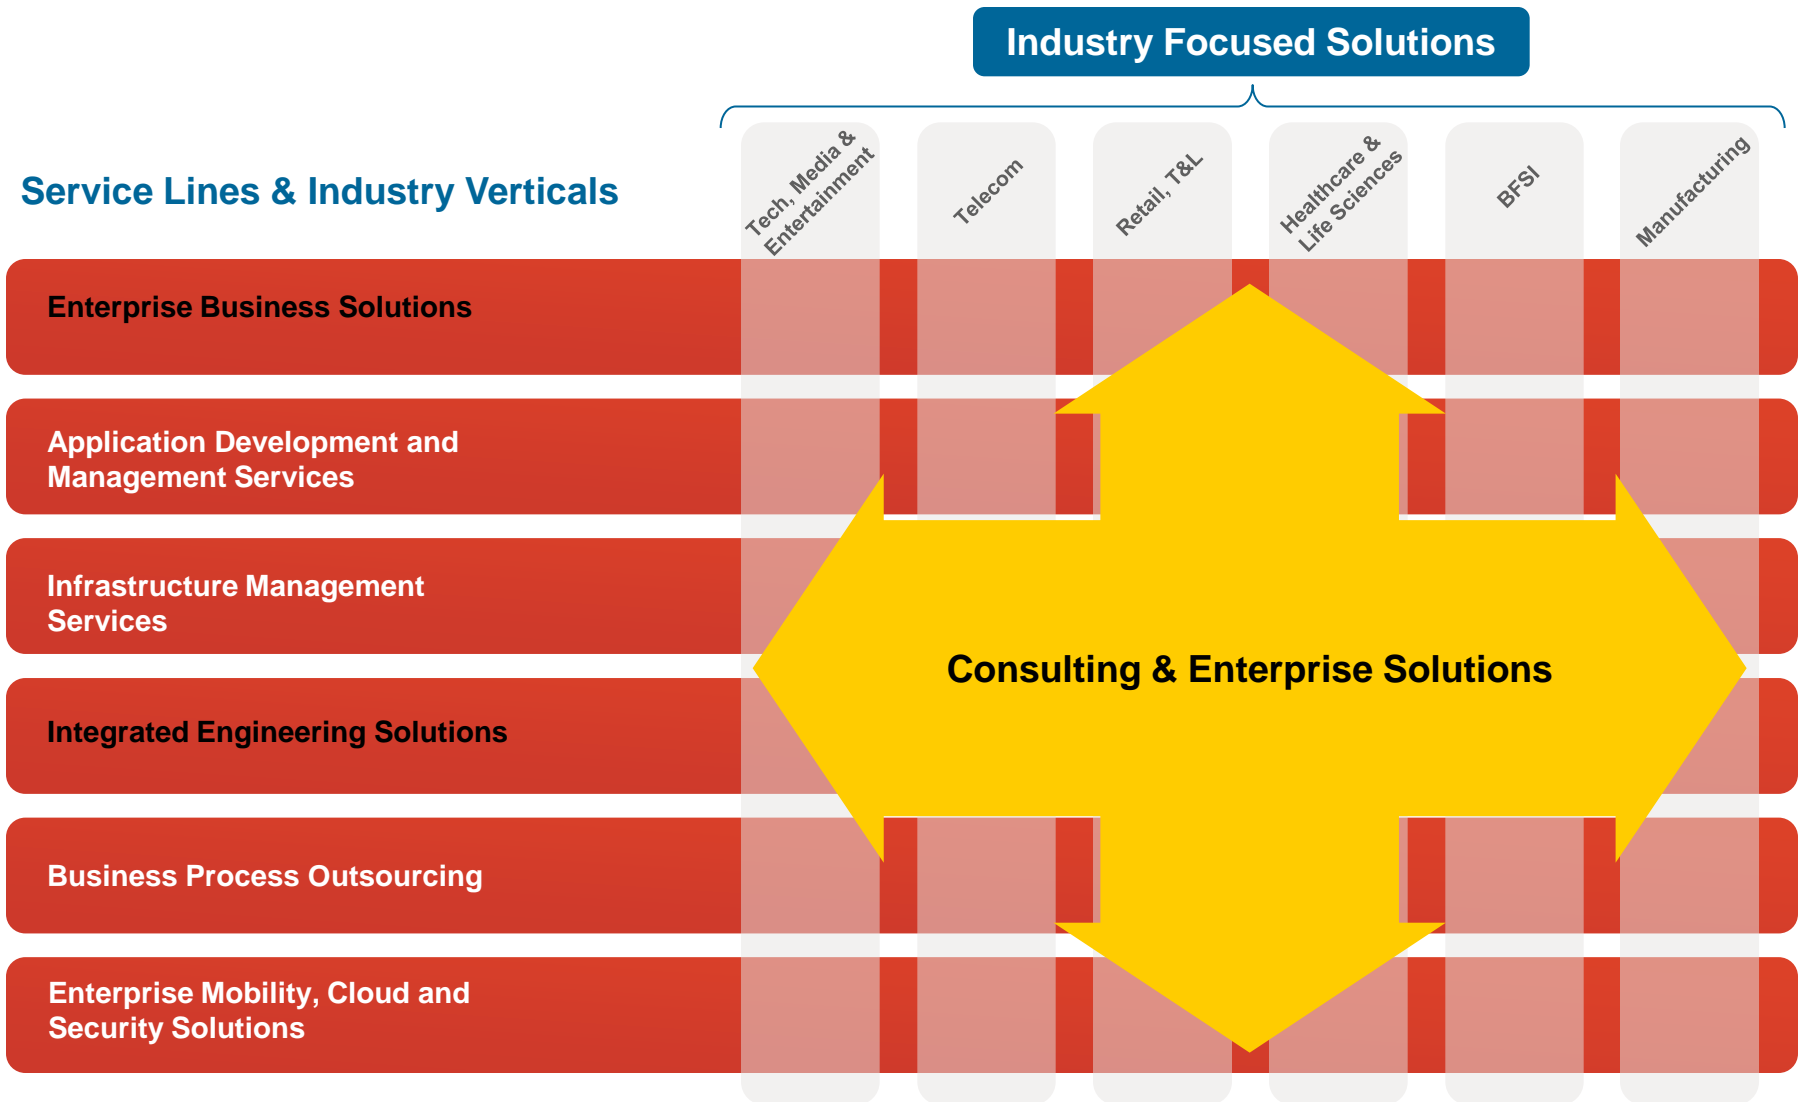 Industry Focused Solutions
Service Lines & Industry Verticals
Tech, Media &
Entertainment
Telecom
Retail, T&L
Healthcare &
Life Sciences
BFSI
Manufacturing
Enterprise Business Solutions
Application Development and
Management Services
Infrastructure Management
Services
Consulting & Enterprise Solutions
Integrated Engineering Solutions
Business Process Outsourcing
Enterprise Mobility, Cloud and
Security Solutions